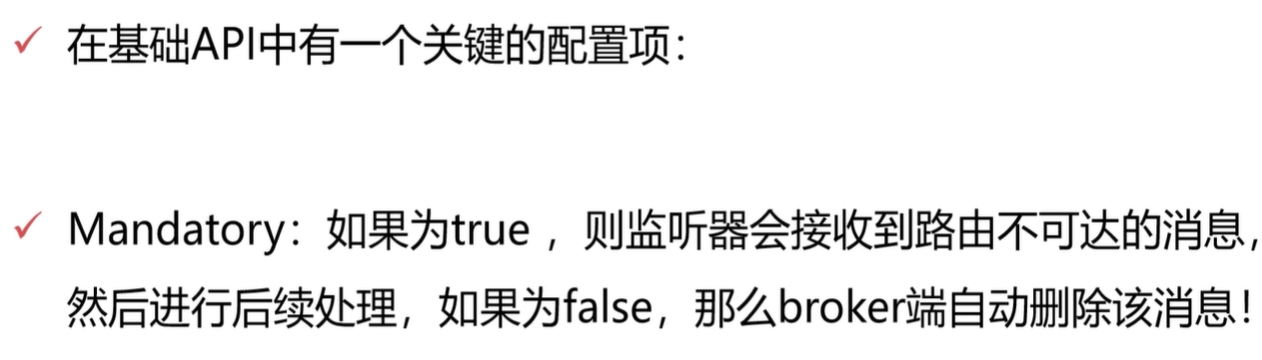 ✓ 在基础API中有一个关键的配置项：
✓ Mandatory：如果为true ，则监听器会接收到路由不可达的消息，
然后进行后续处理，如果为false，那么broker端自动删除该消息！